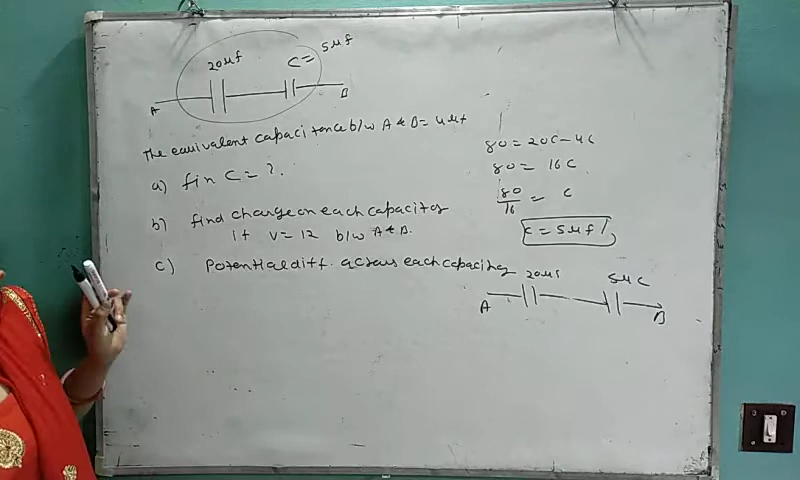 20μf
C=
5μf
A
B
The equivalent capacitance b/w A & B = 4μf
a) fin C = ?.
b) find charge on each capacitor
if V = 12 b/w A & B.
c) Potential diff. across each capacitor
80 = 20C - 4C
80 = 16C
80/16 = C
C = 5μf
20μf
5μC
A
B